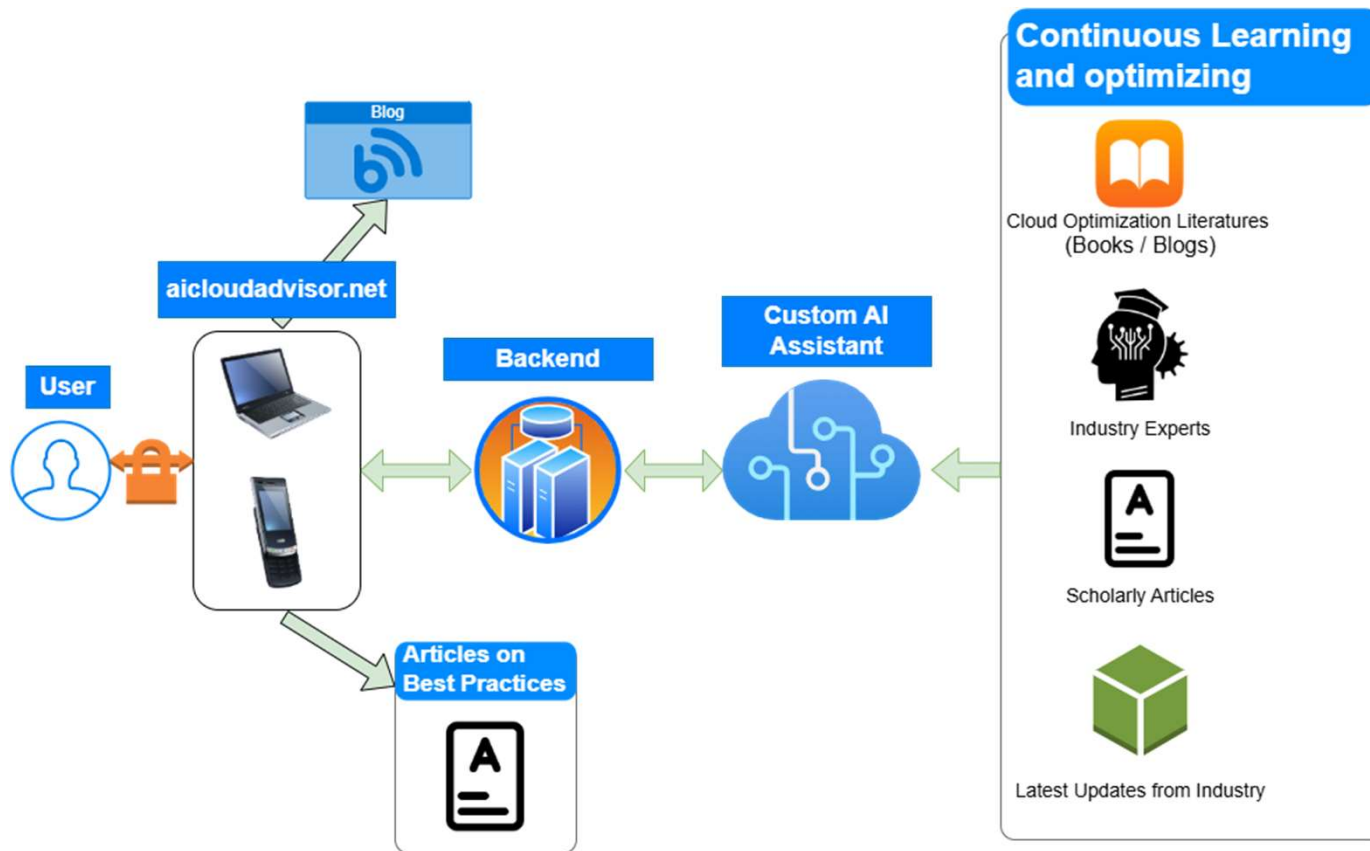 Continuous Learning
and optimizing
Blog
aicloudadvisor.net
User
Backend
Custom AI
Assistant
Articles on
Best Practices
A
Cloud Optimization Literatures
(Books / Blogs)
Industry Experts
A
Scholarly Articles
Latest Updates from Industry